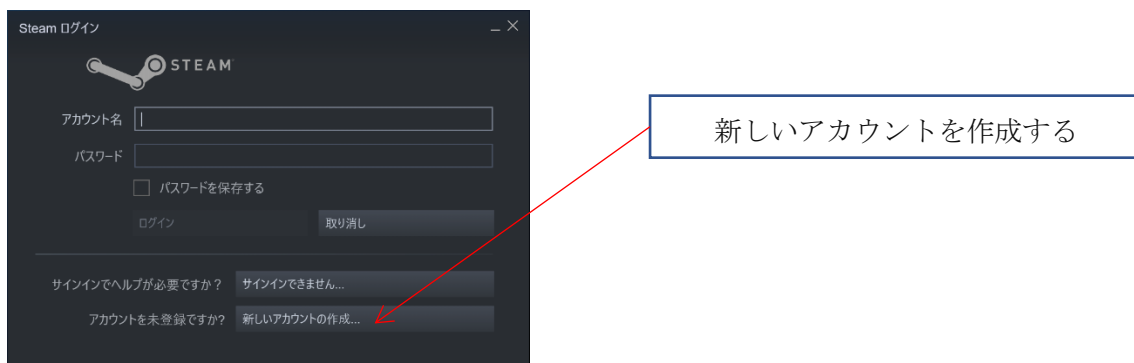 Steam ログイン
STEAM
アカウント名
パスワード
パスワードを保存する
ログイン 取り消し
サインインでヘルプが必要ですか？ サインインできません...
アカウントを未登録ですか? 新しいアカウントの作成...
新しいアカウントを作成する